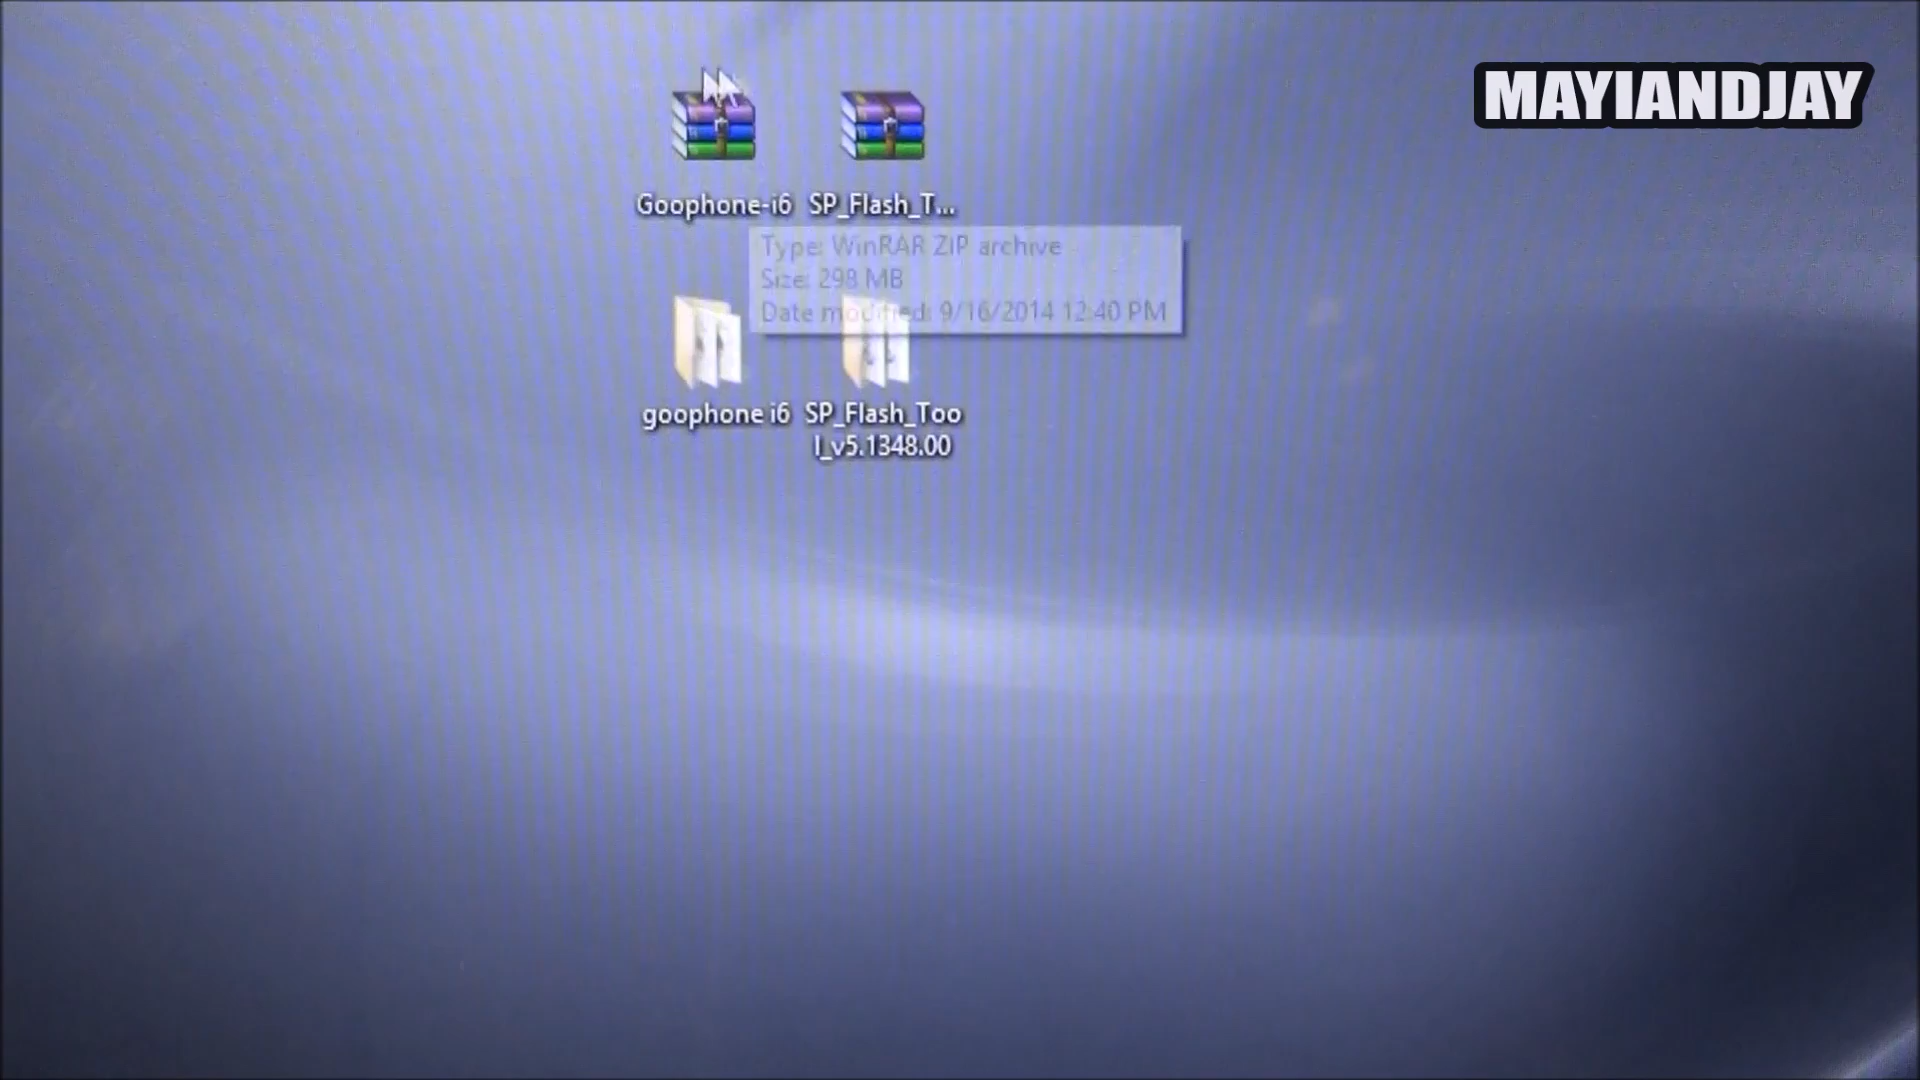 MAYIANDJAY
Goophone-i6
SP_Flash_T...
Type: WinRAR ZIP archive
Size: 298 MB
Date modified: 9/16/2014 12:40 PM
goophone i6
SP_Flash_Too
l_v5.1348.00